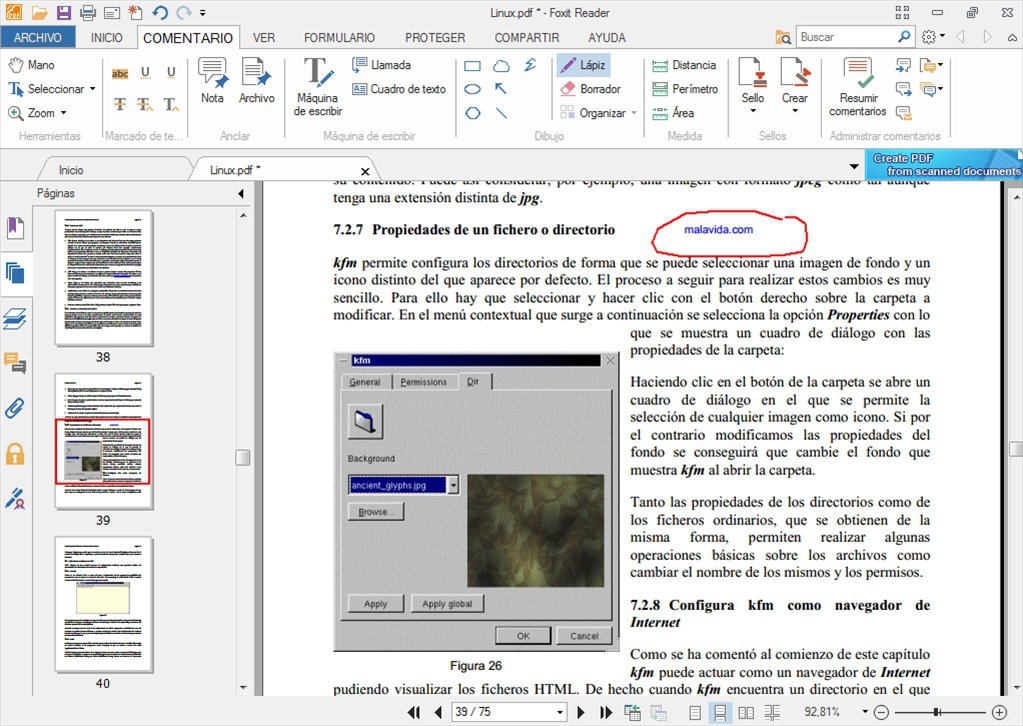 Linux.pdf * - Foxit Reader
ARCHIVO INICIO COMENTARIO VER FORMULARIO PROTEGER COMPARTIR AYUDA Buscar
Mano
Seleccionar
Zoom
Herramientas
abc U U
T T T
Marcado de te...
Nota Archivo
Anclar
Máquina
de escribir
Llamada
Cuadro de texto
Máquina de escribir
Lápiz
Borrador
Organizar
Dibujo
Distancia
Perímetro
Área
Medida
Sello Crear
Sellos
Resumir
comentarios
Administrar comentarios
Inicio Linux.pdf * x
Create PDF
from scanned documents
Páginas
38
39
40
su contenido. Puede así considerar, por ejemplo, una imagen con formato jpeg como tal aunque
tenga una extensión distinta de jpg.
7.2.7 Propiedades de un fichero o directorio
malavida.com
kfm permite configura los directorios de forma que se puede seleccionar una imagen de fondo y un
icono distinto del que aparece por defecto. El proceso a seguir para realizar estos cambios es muy
sencillo. Para ello hay que seleccionar y hacer clic con el botón derecho sobre la carpeta a
modificar. En el menú contextual que surge a continuación se selecciona la opción Properties con lo
que se muestra un cuadro de diálogo con las
propiedades de la carpeta:
kfm
General Permissions Dir
Background
ancient_glyphs.jpg
Browse...
Apply Apply global
OK Cancel
Figura 26
Haciendo clic en el botón de la carpeta se abre un
cuadro de diálogo en el que se permite la
selección de cualquier imagen como icono. Si por
el contrario modificamos las propiedades del
fondo se conseguirá que cambie el fondo que
muestra kfm al abrir la carpeta.
Tanto las propiedades de los directorios como de
los ficheros ordinarios, que se obtienen de la
misma forma, permiten realizar algunas
operaciones básicas sobre los archivos como
cambiar el nombre de los mismos y los permisos.
7.2.8 Configura kfm como navegador de
Internet
Como se ha comentó al comienzo de este capítulo
kfm puede actuar como un navegador de Internet
pudiendo visualizar los ficheros HTML. De hecho cuando kfm encuentra un directorio en el que
39 / 75
92,81%